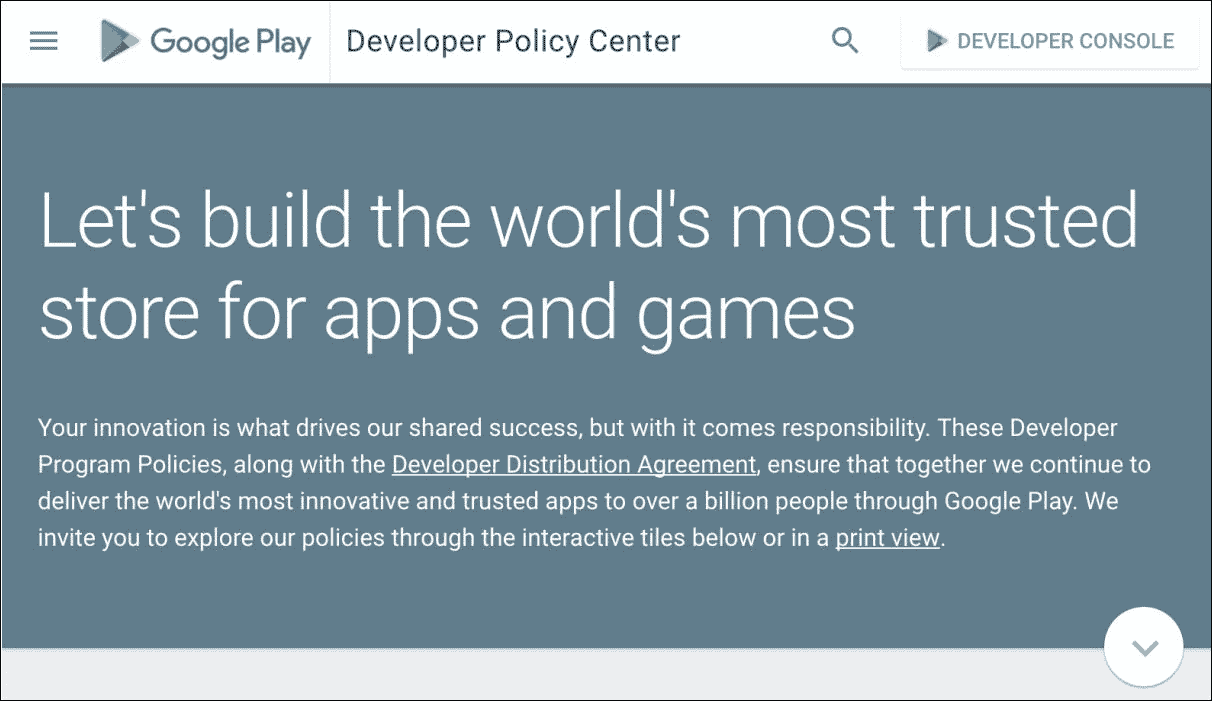 Google Play
Developer Policy Center
DEVELOPER CONSOLE
Let's build the world's most trusted
store for apps and games
Your innovation is what drives our shared success, but with it comes responsibility. These Developer
Program Policies, along with the Developer Distribution Agreement, ensure that together we continue to
deliver the world's most innovative and trusted apps to over a billion people through Google Play. We
invite you to explore our policies through the interactive tiles below or in a print view.